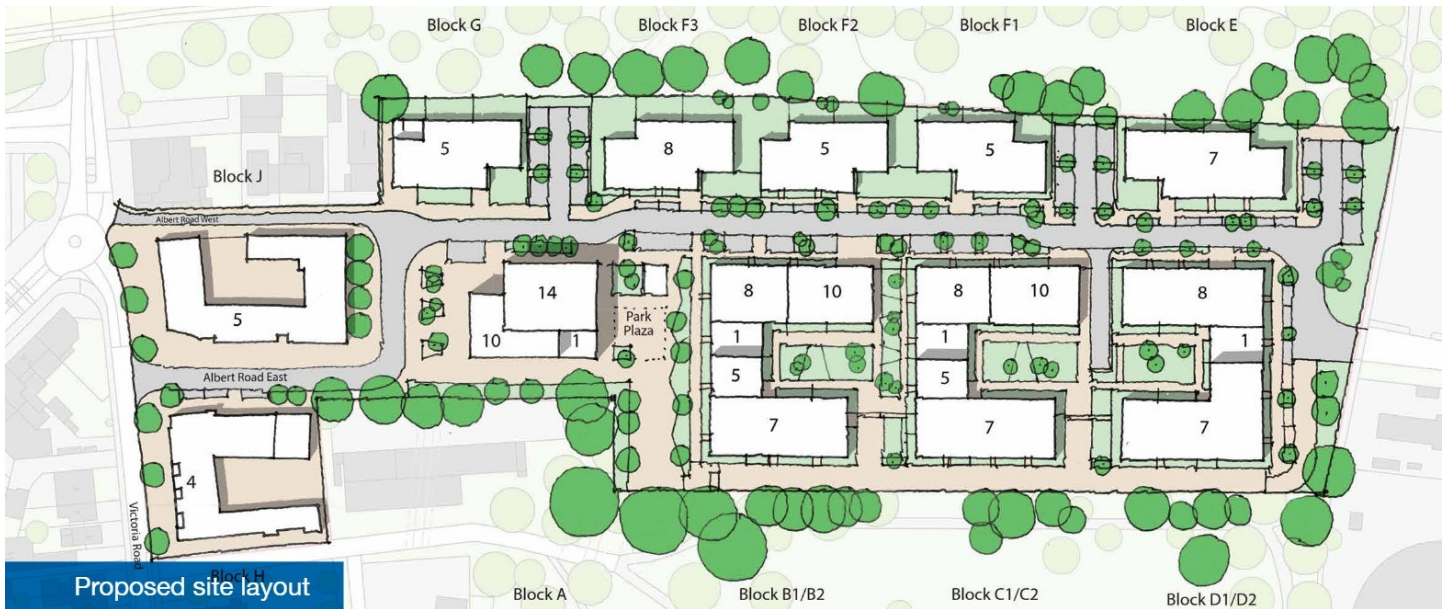 Block G
Block F3
Block F2
Block F1
Block E
5
8
5
5
7
Block J
Albert Road West
14
10
1
Park
Plaza
8
10
8
10
8
1
1
1
5
5
5
Albert Road East
7
7
7
4
Victoria Road
Block H
Proposed site layout
Block A
Block B1/B2
Block C1/C2
Block D1/D2